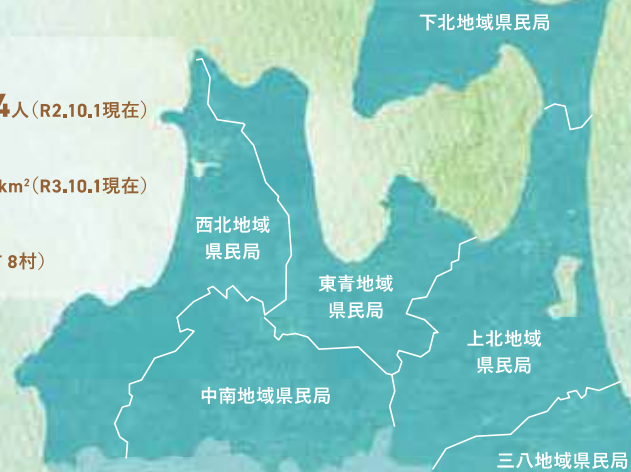 下北地域県民局
4人(R2.10.1現在)
km²(R3.10.1現在)
8村)
西北地域
県民局
東青地域
県民局
上北地域
県民局
中南地域県民局
三八地域県民局